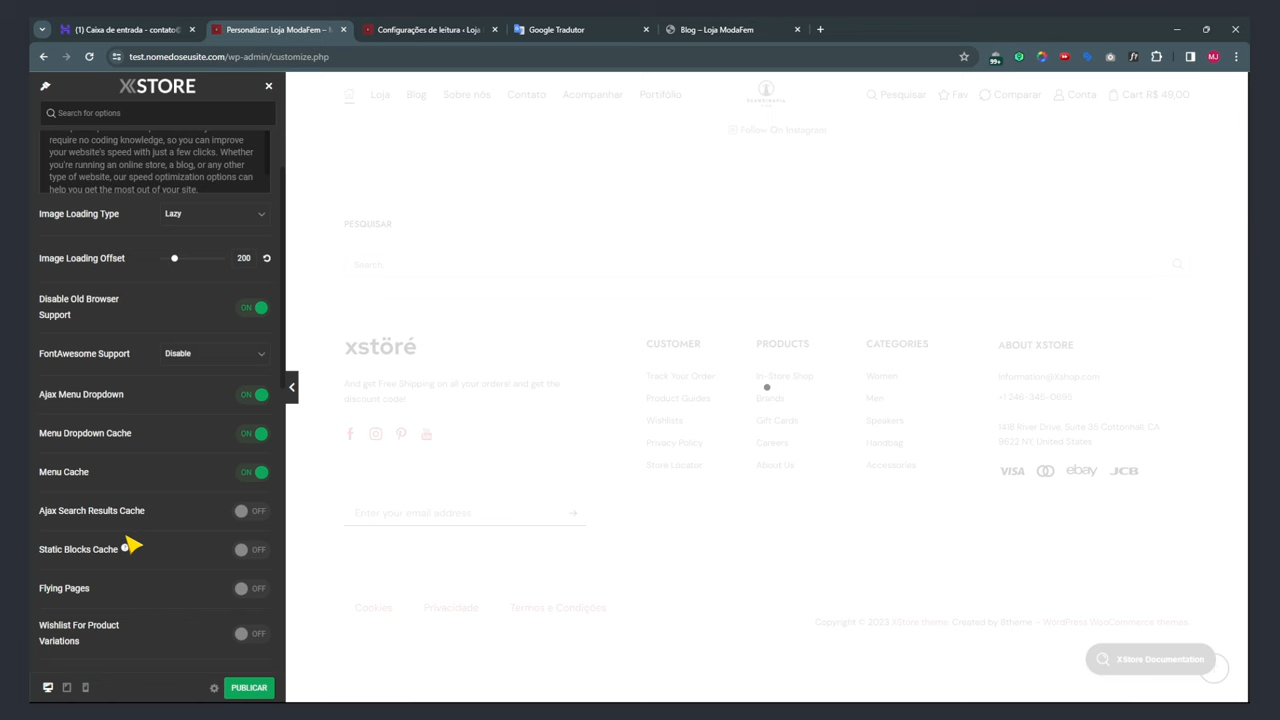 (1) Caixa de entrada - contato@
Personalizar: Loja ModaFem –
Configurações de leitura ‹ Loja
Google Tradutor
Blog – Loja ModaFem
test.nomedoseusite.com/wp-admin/customize.php
99+
MJ
XSTORE
Search for options
require no coding knowledge, so you can improve
your website's speed with just a few clicks. Whether
you're running an online store, a blog, or any other
type of website, our speed optimization options can
help you get the most out of your site.
Image Loading Type
Lazy
Image Loading Offset
200
Disable Old Browser
Support
ON
FontAwesome Support
Disable
Ajax Menu Dropdown
ON
Menu Dropdown Cache
ON
Menu Cache
ON
Ajax Search Results Cache
OFF
Static Blocks Cache
OFF
Flying Pages
OFF
Wishlist For Product
Variations
OFF
PUBLICAR
Loja
Blog
Sobre nós
Contato
Acompanhar
Portifólio
Pesquisar
Fav
Comparar
Conta
Cart R$ 49,00
Follow On Instagram
PESQUISAR
Search
xstöré
And get Free Shipping on all your orders! and get the
discount code!
Enter your email address
CUSTOMER
Track Your Order
Product Guides
Wishlists
Privacy Policy
Store Locator
PRODUCTS
In-Store Shop
Brands
Gift Cards
Careers
About Us
CATEGORIES
Women
Men
Speakers
Handbag
Accessories
ABOUT XSTORE
Information@Xshop.com
+1 246-345-0695
1418 River Drive, Suite 35 Cottonhall, CA
9622 NY, United States
VISA
ebay
JCB
Cookies
Privacidade
Termos e Condições
Copyright © 2023 XStore theme. Created by 8theme – WordPress WooCommerce themes.
XStore Documentation